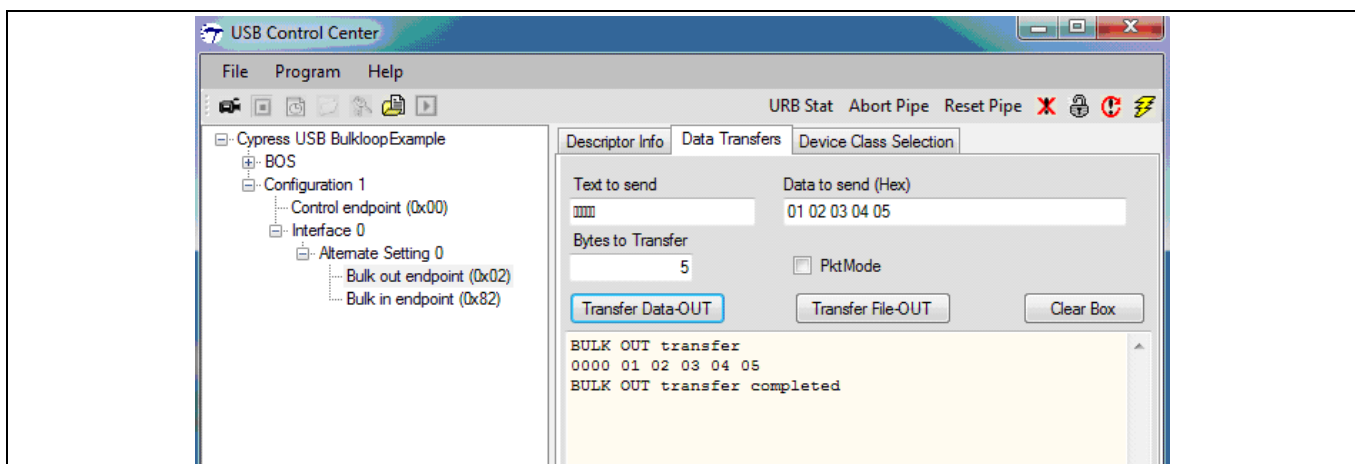 USB Control Center
File Program Help
URB Stat Abort Pipe Reset Pipe
Cypress USB BulkloopExample
BOS
Configuration 1
Control endpoint (0x00)
Interface 0
Alternate Setting 0
Bulk out endpoint (0x02)
Bulk in endpoint (0x82)
Descriptor Info Data Transfers Device Class Selection
Text to send Data to send (Hex)
01 02 03 04 05
Bytes to Transfer
5 PktMode
Transfer Data-OUT Transfer File-OUT Clear Box
BULK OUT transfer
0000 01 02 03 04 05
BULK OUT transfer completed